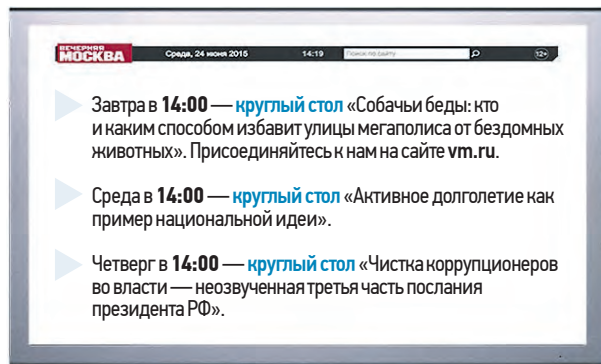 ВЕЧЕРНЯЯ
МОСКВА Среда, 24 июня 2015 14:19 Поиск по сайту 12+
Завтра в 14:00 — круглый стол «Собачьи беды: кто
и каким способом избавит улицы мегаполиса от бездомных
животных». Присоединяйтесь к нам на сайте vm.ru.
Среда в 14:00 — круглый стол «Активное долголетие как
пример национальной идеи».
Четверг в 14:00 — круглый стол «Чистка коррупционеров
во власти — неозвученная третья часть послания
президента РФ».